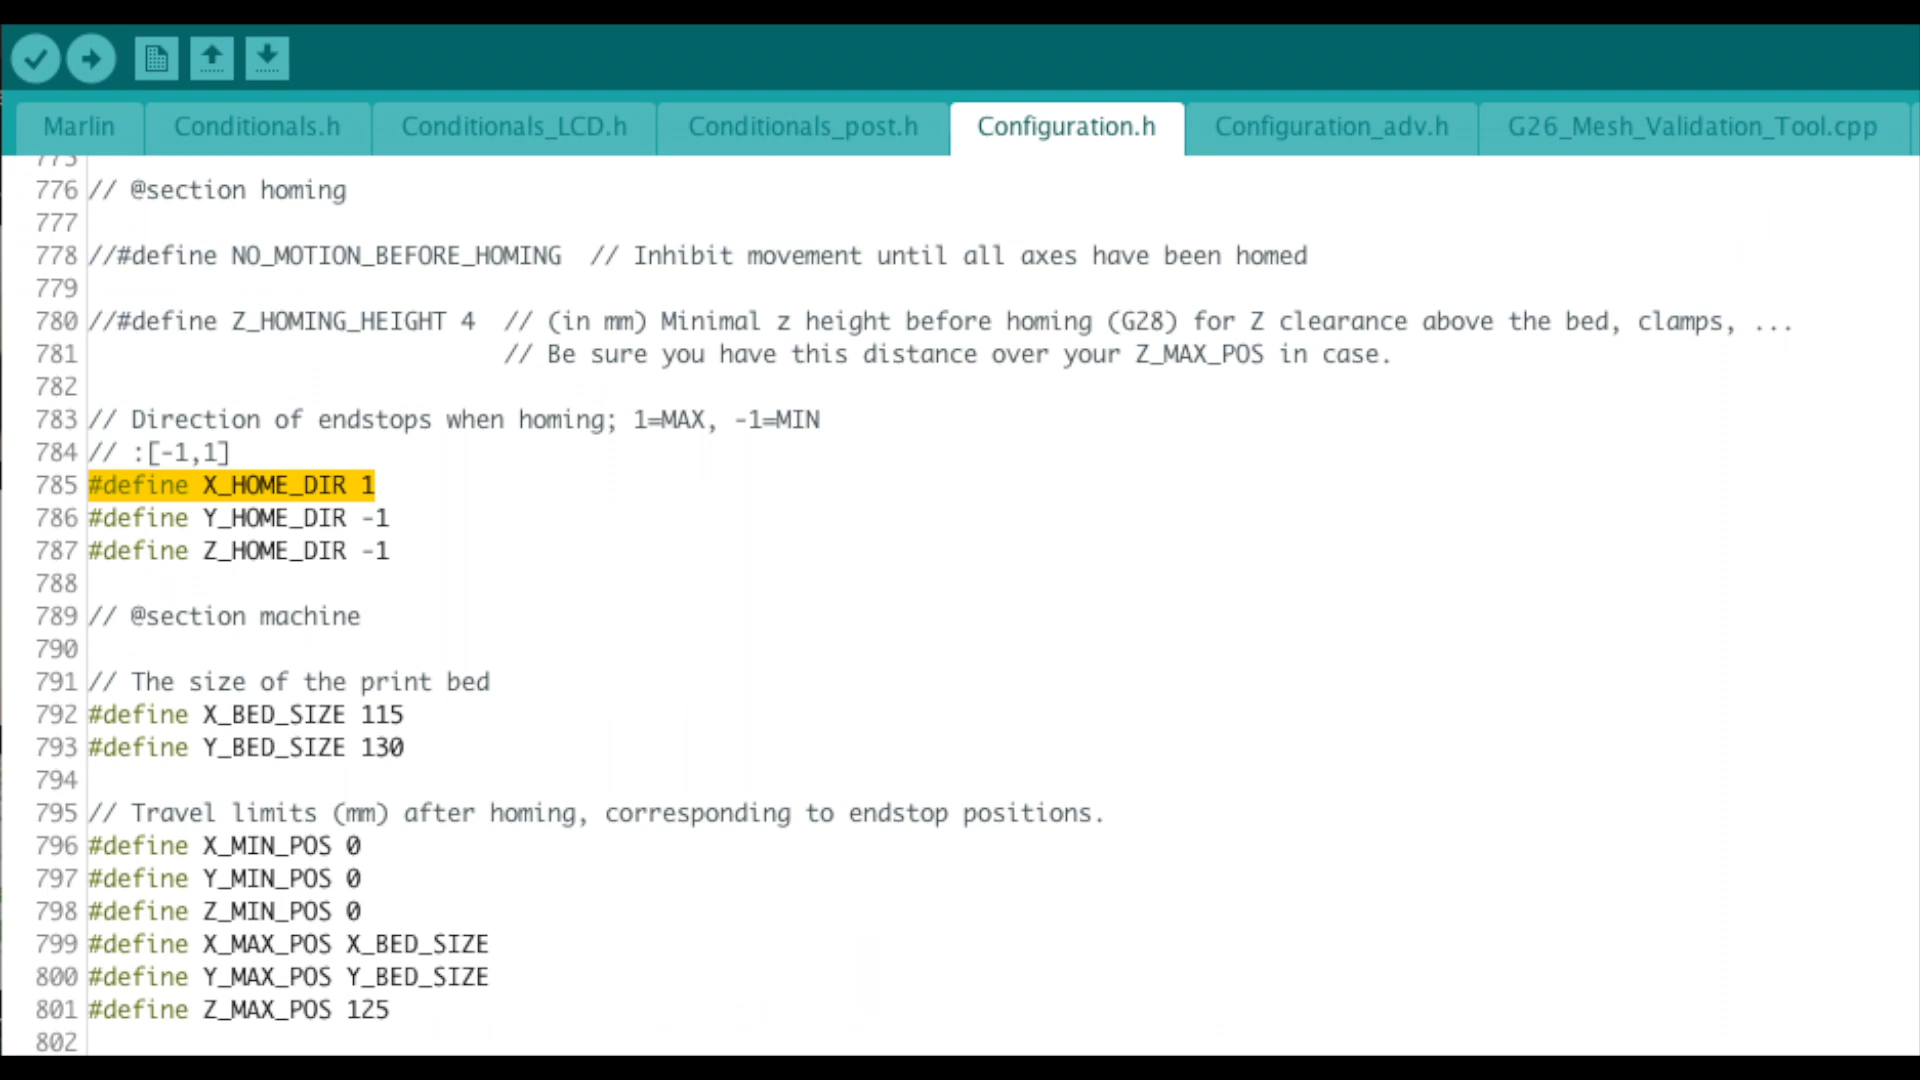 Marlin Conditionals.h Conditionals_LCD.h Conditionals_post.h Configuration.h Configuration_adv.h G26_Mesh_Validation_Tool.cpp
775
776 // @section homing
777
778 //#define NO_MOTION_BEFORE_HOMING  // Inhibit movement until all axes have been homed
779
780 //#define Z_HOMING_HEIGHT 4  // (in mm) Minimal z height before homing (G28) for Z clearance above the bed, clamps, ...
781                              // Be sure you have this distance over your Z_MAX_POS in case.
782
783 // Direction of endstops when homing; 1=MAX, -1=MIN
784 // :[-1,1]
785 #define X_HOME_DIR 1
786 #define Y_HOME_DIR -1
787 #define Z_HOME_DIR -1
788
789 // @section machine
790
791 // The size of the print bed
792 #define X_BED_SIZE 115
793 #define Y_BED_SIZE 130
794
795 // Travel limits (mm) after homing, corresponding to endstop positions.
796 #define X_MIN_POS 0
797 #define Y_MIN_POS 0
798 #define Z_MIN_POS 0
799 #define X_MAX_POS X_BED_SIZE
800 #define Y_MAX_POS Y_BED_SIZE
801 #define Z_MAX_POS 125
802